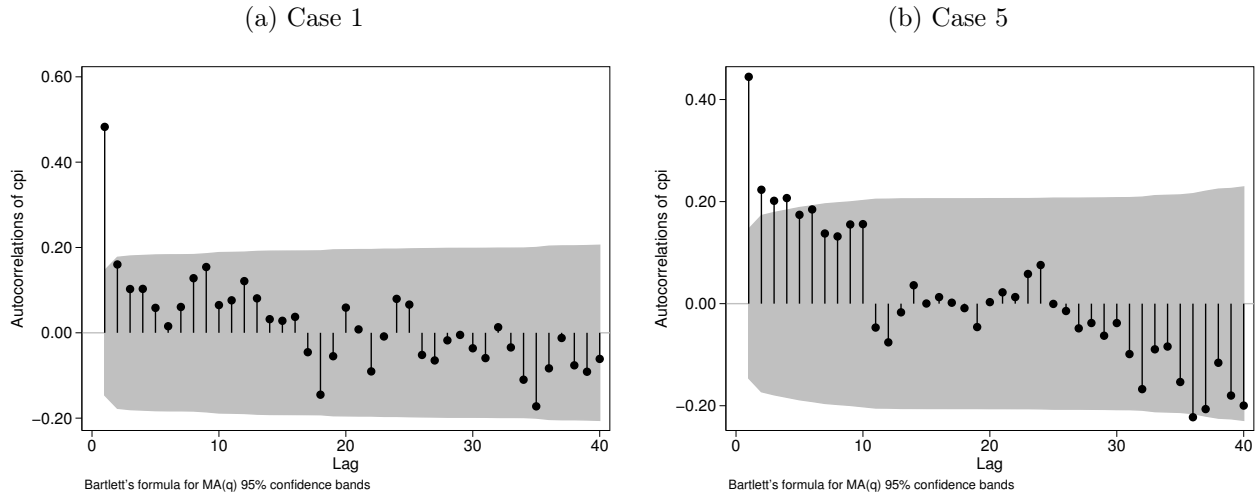 (a) Case 1
Autocorrelations of cpi
0.60
0.40
0.20
0.00
−0.20
0
10
20
30
40
Lag
Bartlett's formula for MA(q) 95% confidence bands
(b) Case 5
Autocorrelations of cpi
0.40
0.20
0.00
−0.20
0
10
20
30
40
Lag
Bartlett's formula for MA(q) 95% confidence bands